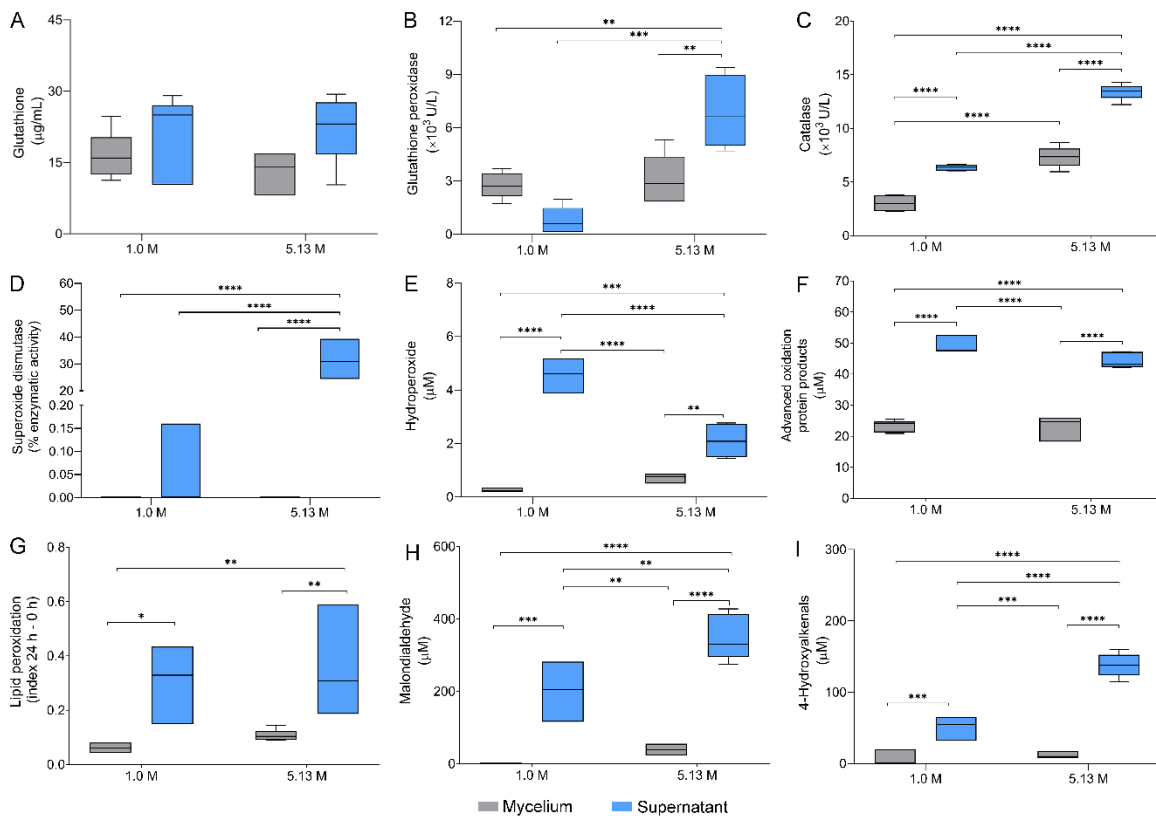 A
Glutathione
(µg/mL)
45
30
15
0
1.0 M
5.13 M
B
Glutathione peroxidase
(×10³ U/L)
12
9
6
3
0
**
***
**
1.0 M
5.13 M
C
Catalase
(×10³ U/L)
20
15
10
5
0
****
****
****
****
****
1.0 M
5.13 M
D
Superoxide dismutase
(% enzymatic activity)
60
50
40
30
20
10
0.20
0.15
0.10
0.05
0.00
****
****
****
1.0 M
5.13 M
E
Hydroperoxide
(µM)
6
4
2
0
***
****
****
****
**
1.0 M
5.13 M
F
Advanced oxidation
protein products
(µM)
70
60
50
40
30
20
10
0
****
****
****
****
1.0 M
5.13 M
G
Lipid peroxidation
(index 24 h - 0 h)
0.8
0.6
0.4
0.2
0.0
**
**
*
1.0 M
5.13 M
H
Malondialdehyde
(µM)
600
400
200
0
****
**
**
****
***
1.0 M
5.13 M
I
4-Hydroxyalkenals
(µM)
300
200
100
0
****
****
***
****
***
1.0 M
5.13 M
Mycelium
Supernatant